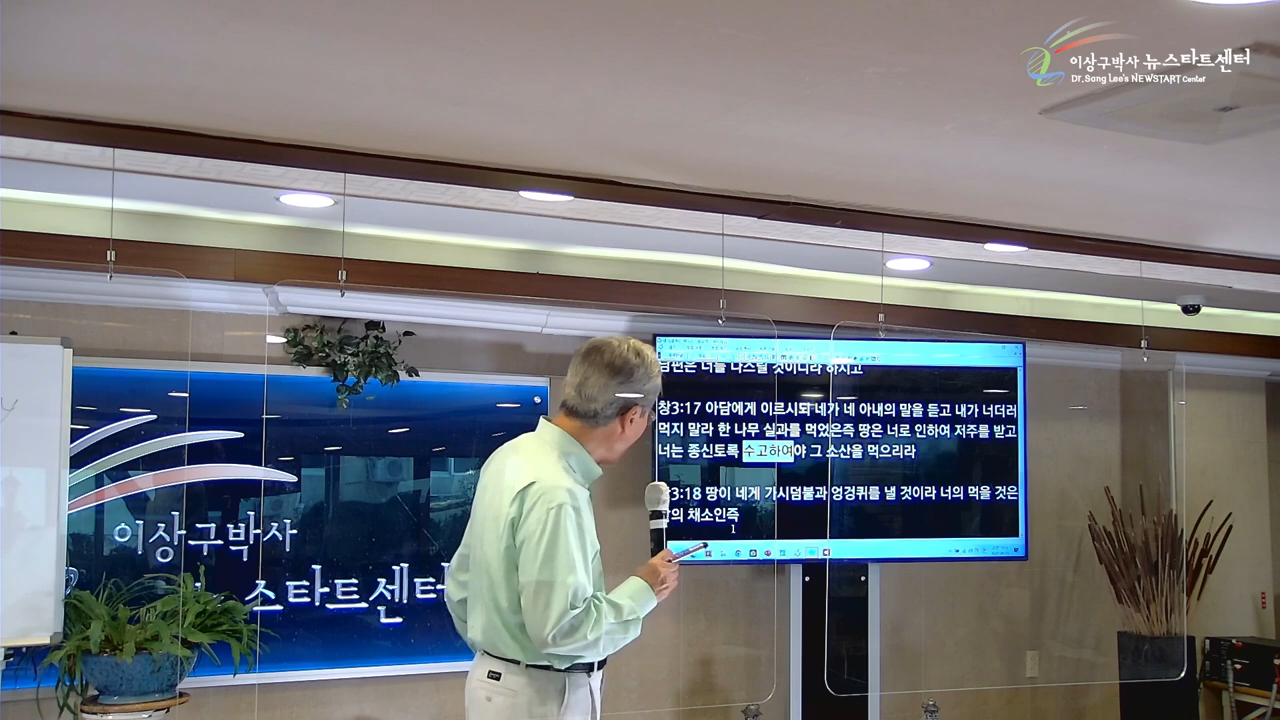 이상구박사 뉴스타트센터
Dr. Sang Lee's NEWSTART Center
이상구박사
스타트센터
남편은 너를 다스릴 것이니라 하시고
창3:17 아담에게 이르시되 네가 네 아내의 말을 듣고 내가 너더러
먹지 말라 한 나무 실과를 먹었은즉 땅은 너로 인하여 저주를 받고
너는 종신토록 수고하여야 그 소산을 먹으리라
3:18 땅이 네게 가시덤불과 엉겅퀴를 낼 것이라 너의 먹을 것은
의 채소인즉
1